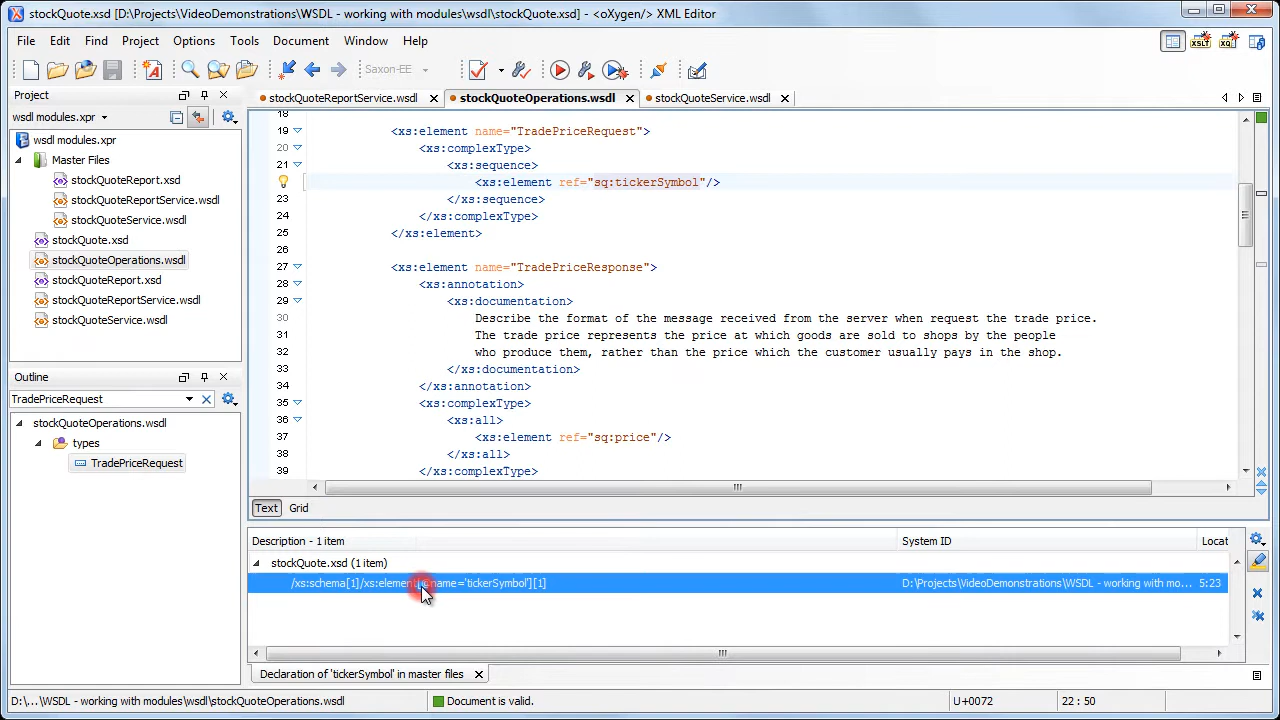 stockQuote.xsd [D:\Projects\VideoDemonstrations\WSDL - working with modules\wsdl\stockQuote.xsd] - <oXygen/> XML Editor
File Edit Find Project Options Tools Document Window Help
Saxon-EE
Project
wsdl modules.xpr
wsdl modules.xpr
Master Files
stockQuoteReport.xsd
stockQuoteReportService.wsdl
stockQuoteService.wsdl
stockQuote.xsd
stockQuoteOperations.wsdl
stockQuoteReport.xsd
stockQuoteReportService.wsdl
stockQuoteService.wsdl
Outline
TradePriceRequest
stockQuoteOperations.wsdl
types
TradePriceRequest
stockQuoteReportService.wsdl stockQuoteOperations.wsdl stockQuoteService.wsdl
18
19 <xs:element name="TradePriceRequest">
20 <xs:complexType>
21 <xs:sequence>
<xs:element ref="sq:tickerSymbol"/>
23 </xs:sequence>
24 </xs:complexType>
25 </xs:element>
26
27 <xs:element name="TradePriceResponse">
28 <xs:annotation>
29 <xs:documentation>
30 Describe the format of the message received from the server when request the trade price.
31 The trade price represents the price at which goods are sold to shops by the people
32 who produce them, rather than the price which the customer usually pays in the shop.
33 </xs:documentation>
34 </xs:annotation>
35 <xs:complexType>
36 <xs:all>
37 <xs:element ref="sq:price"/>
38 </xs:all>
39 </xs:complexType>
Text Grid
Description - 1 item System ID Locat
stockQuote.xsd (1 item)
/xs:schema[1]/xs:element[@name='tickerSymbol'][1] D:\Projects\VideoDemonstrations\WSDL - working with mo... 5:23
Declaration of 'tickerSymbol' in master files
D:\...\WSDL - working with modules\wsdl\stockQuoteOperations.wsdl Document is valid. U+0072 22 : 50